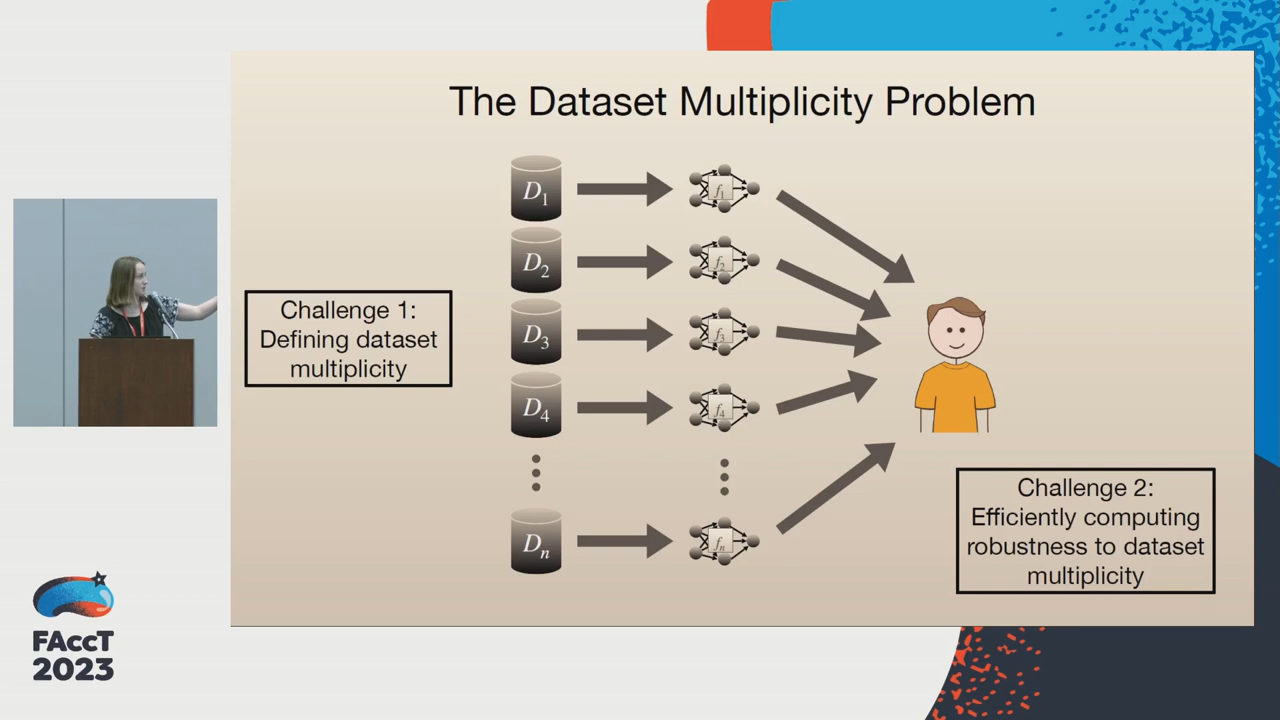 The Dataset Multiplicity Problem
D1
f1
D2
f2
D3
f3
D4
f4
Dn
fn
Challenge 1:
Defining dataset
multiplicity
Challenge 2:
Efficiently computing
robustness to dataset
multiplicity
FAccT
2023